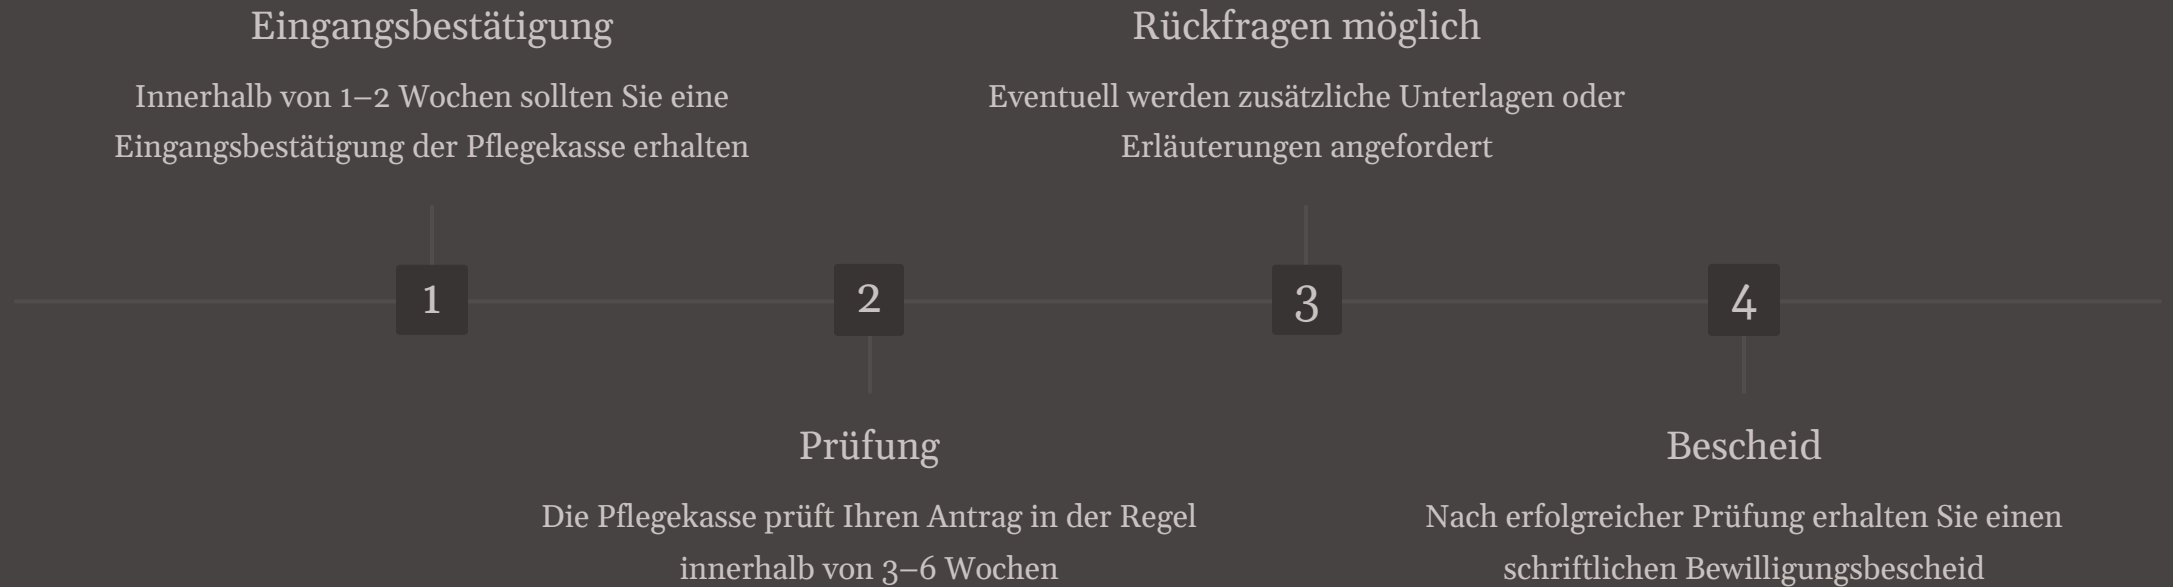 Eingangsbestätigung
Innerhalb von 1–2 Wochen sollten Sie eine
Eingangsbestätigung der Pflegekasse erhalten
Rückfragen möglich
Eventuell werden zusätzliche Unterlagen oder
Erläuterungen angefordert
1
2
3
4
Prüfung
Die Pflegekasse prüft Ihren Antrag in der Regel
innerhalb von 3–6 Wochen
Bescheid
Nach erfolgreicher Prüfung erhalten Sie einen
schriftlichen Bewilligungsbescheid